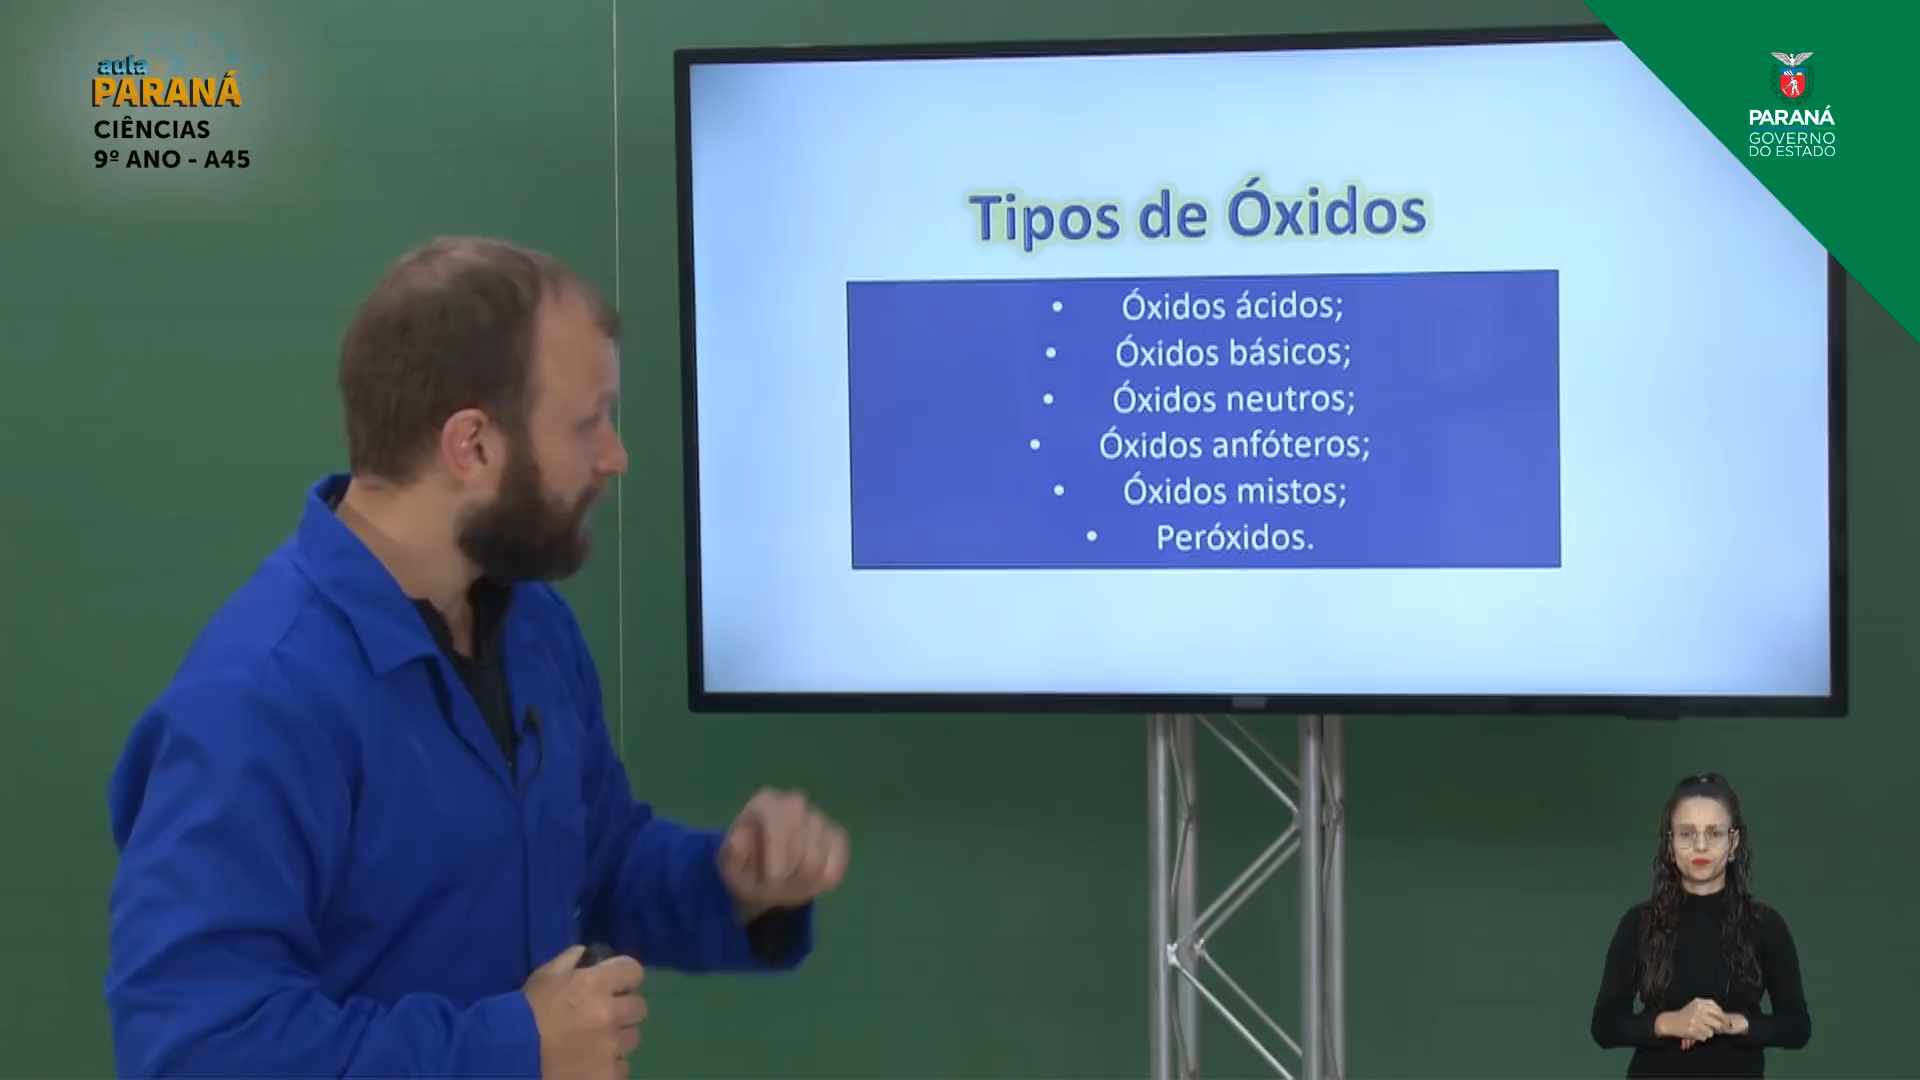 aula
PARANÁ
CIÊNCIAS
9º ANO - A45
PARANÁ
GOVERNO
DO ESTADO
Tipos de Óxidos
• Óxidos ácidos;
• Óxidos básicos;
• Óxidos neutros;
• Óxidos anfóteros;
• Óxidos mistos;
• Peróxidos.